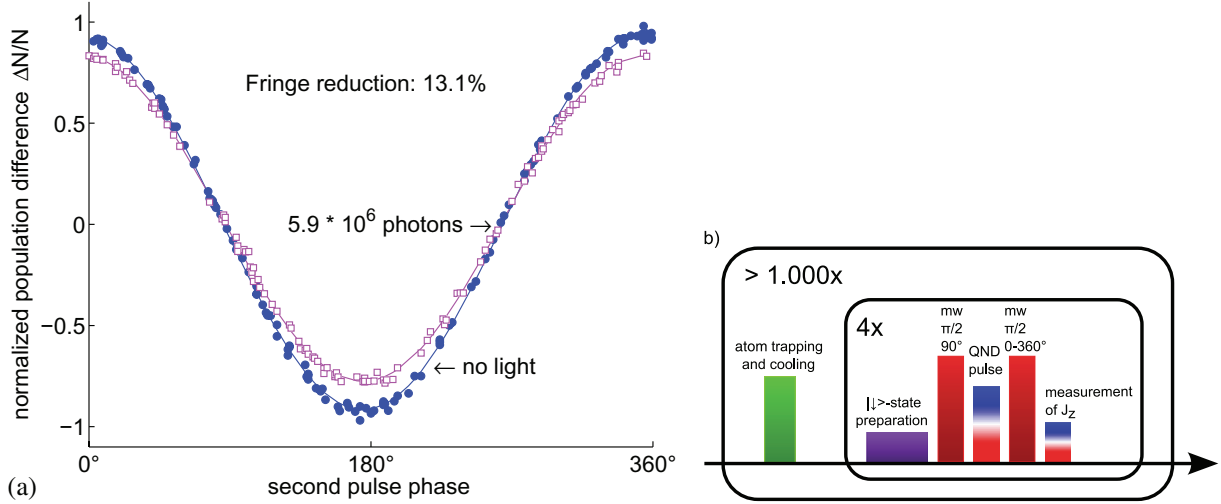 normalized population difference ΔN/N
1
0.5
0
−0.5
−1
Fringe reduction: 13.1%
5.9 * 10⁶ photons →
← no light
0°
180°
360°
second pulse phase
(a)
b)
> 1.000x
4x
atom trapping
and cooling
|↓>-state
preparation
mw
π/2
90°
QND
pulse
mw
π/2
0-360°
measurement
of J_Z